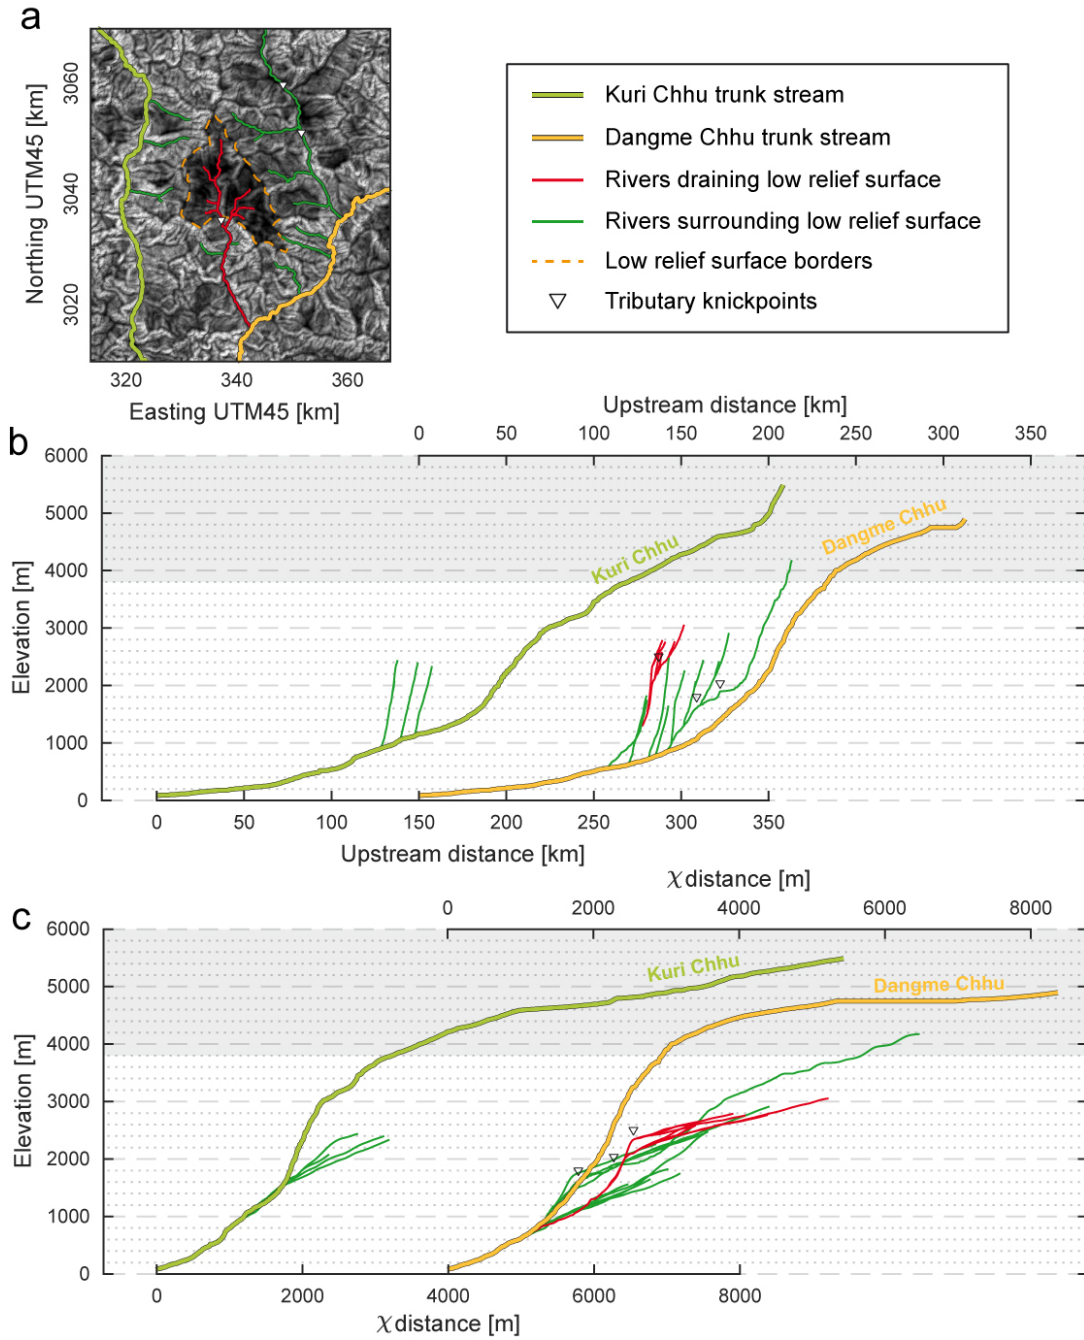 a
Northing UTM45 [km]
3060
3040
3020
320 340 360
Easting UTM45 [km]
Kuri Chhu trunk stream
Dangme Chhu trunk stream
Rivers draining low relief surface
Rivers surrounding low relief surface
Low relief surface borders
Tributary knickpoints
b
Upstream distance [km]
0 50 100 150 200 250 300 350
Elevation [m]
6000
5000
4000
3000
2000
1000
0
Kuri Chhu
Dangme Chhu
0 50 100 150 200 250 300 350
Upstream distance [km]
c
χ distance [m]
0 2000 4000 6000 8000
Elevation [m]
6000
5000
4000
3000
2000
1000
0
Kuri Chhu
Dangme Chhu
0 2000 4000 6000 8000
χ distance [m]